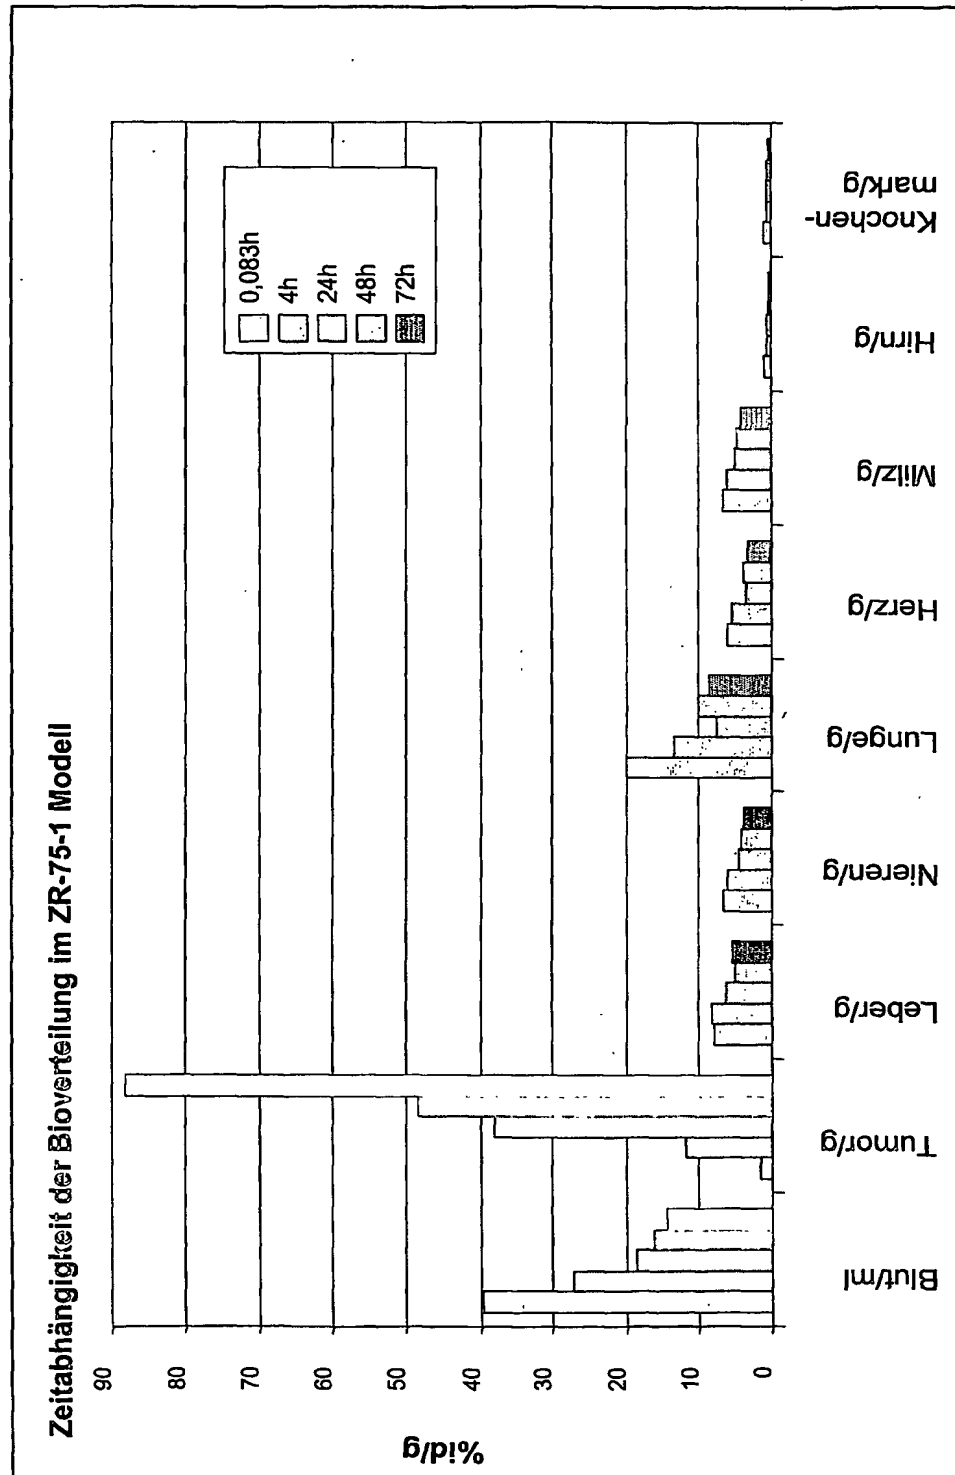 Zeitabhängigkeit der Bioverteilung im ZR-75-1 Modell
%id/g
90
80
70
60
50
40
30
20
10
0
0,083h
4h
24h
48h
72h
Blut/ml
Tumor/g
Leber/g
Nieren/g
Lunge/g
Herz/g
Milz/g
Hirn/g
Knochen-
mark/g